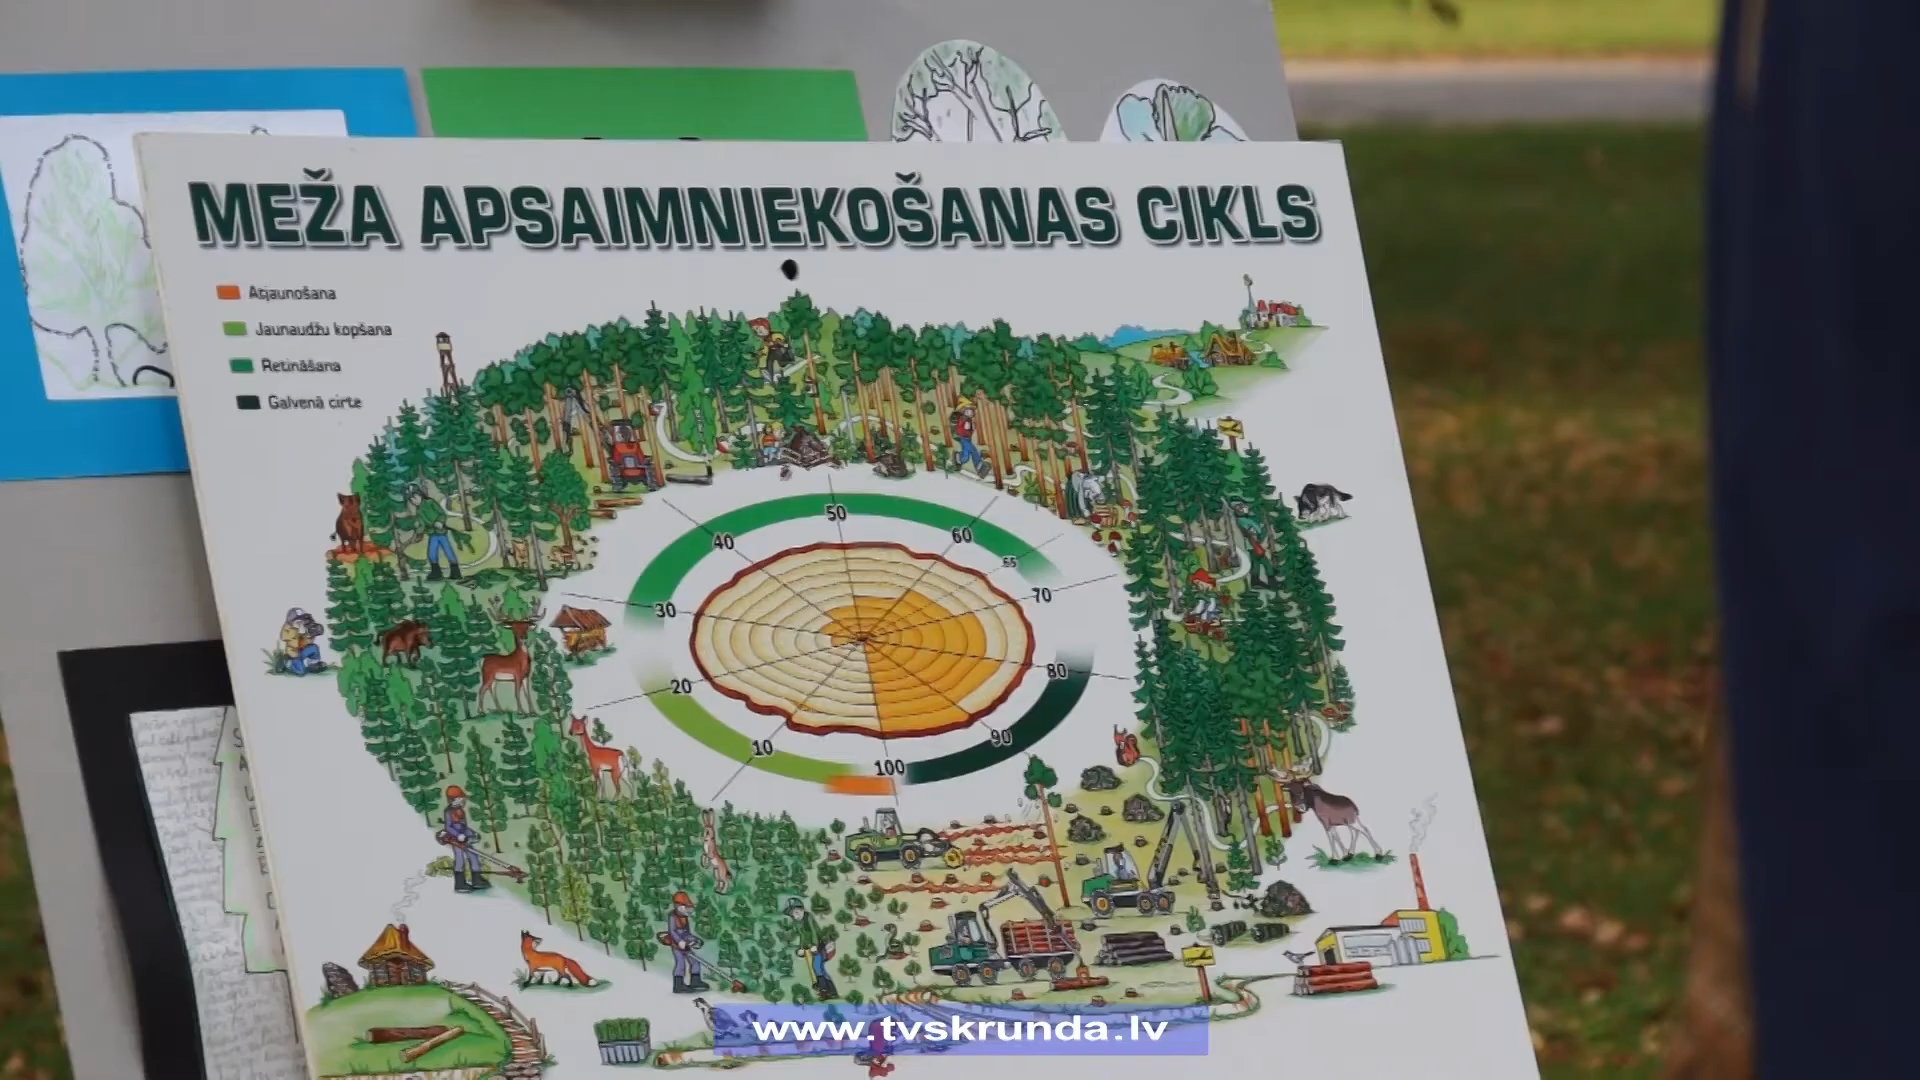 MEŽA APSAIMNIEKOŠANAS CIKLS
Atjaunošana
Jaunaudžu kopšana
Retināšana
Galvenā cirte
50
40
60
65
30
70
20
80
10
90
100
www.tvskrunda.lv